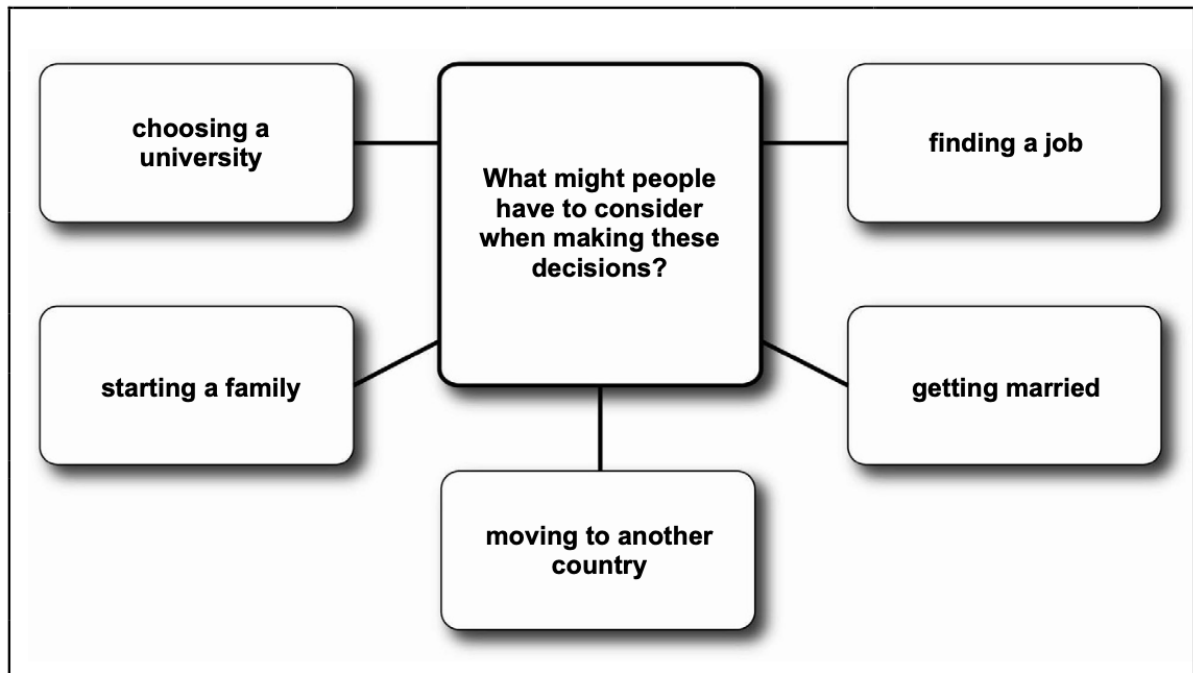 choosing a
university
What might people
have to consider
when making these
decisions?
finding a job
starting a family
getting married
moving to another
country